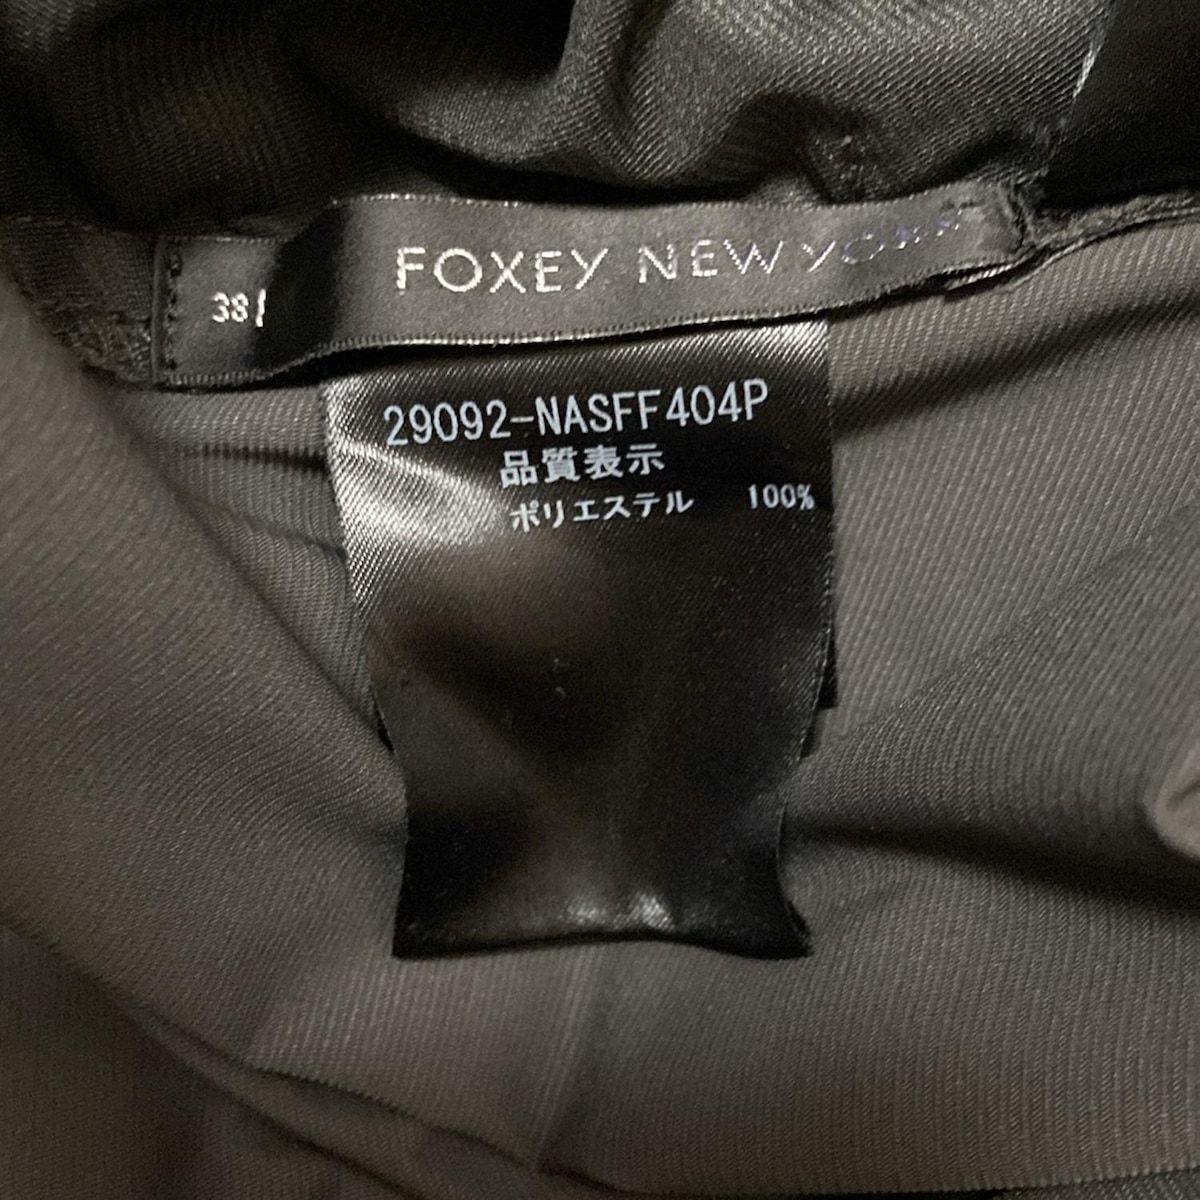 FOXEY NEW YORK
38
29092-NASFF404P
品質表示
ポリエステル 100%